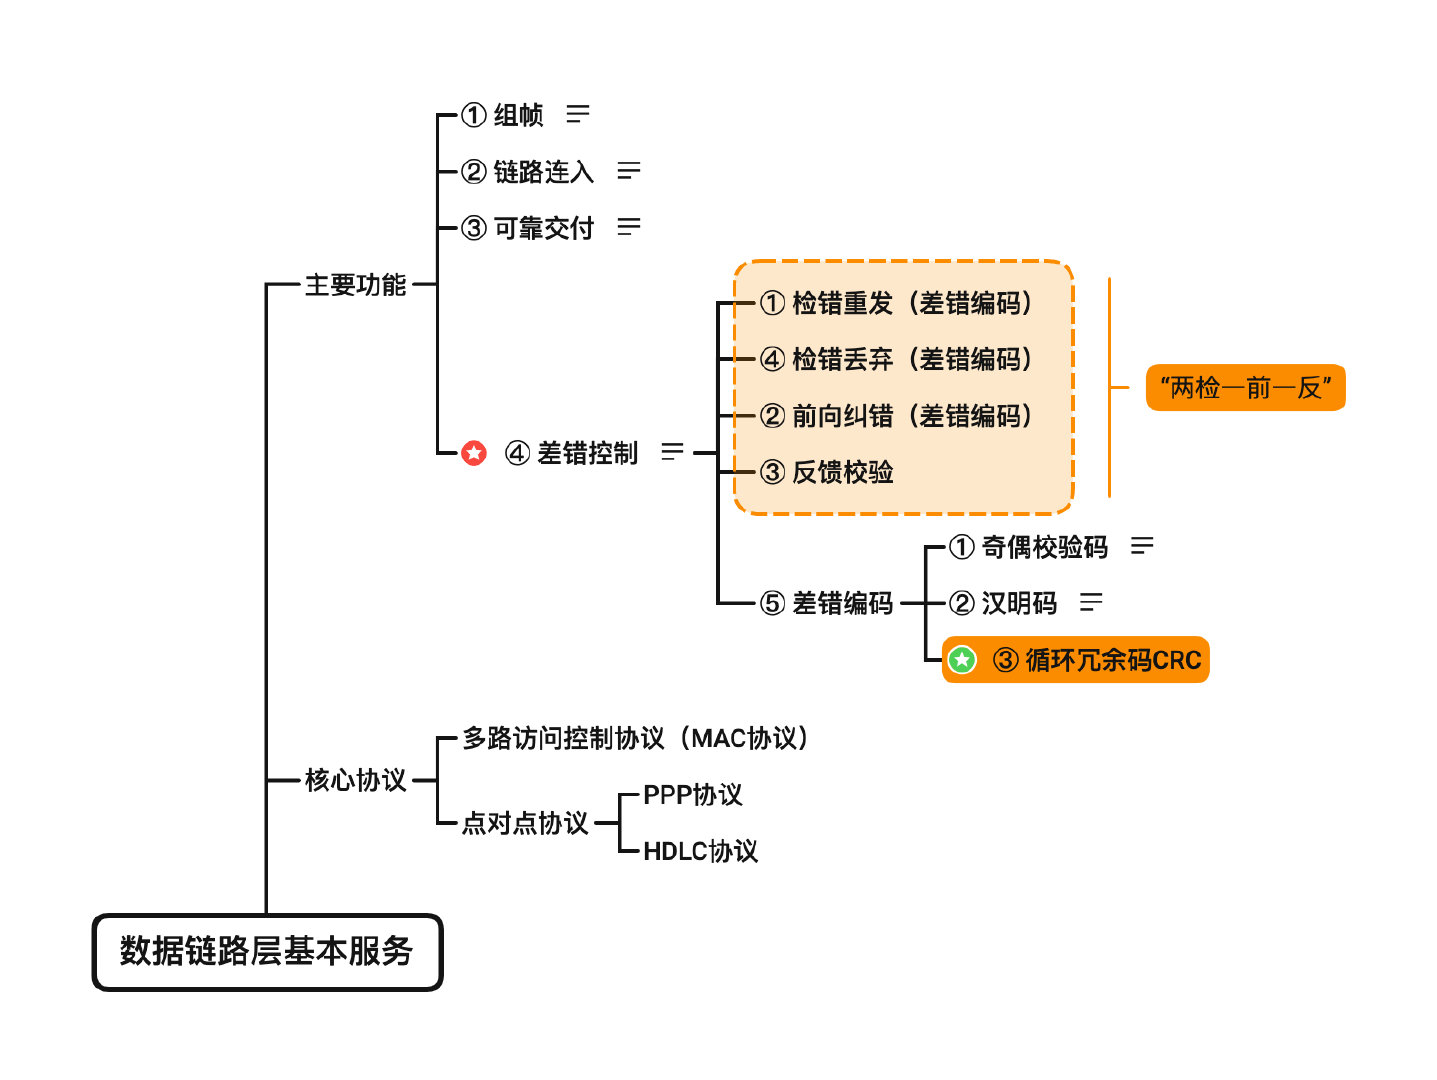 ① 组帧
② 链路连入
③ 可靠交付
主要功能
① 检错重发（差错编码）
④ 检错丢弃（差错编码）
② 前向纠错（差错编码）
③ 反馈校验
“两检一前一反”
④ 差错控制
① 奇偶校验码
⑤ 差错编码
② 汉明码
③ 循环冗余码CRC
多路访问控制协议（MAC协议）
核心协议
PPP协议
点对点协议
HDLC协议
数据链路层基本服务